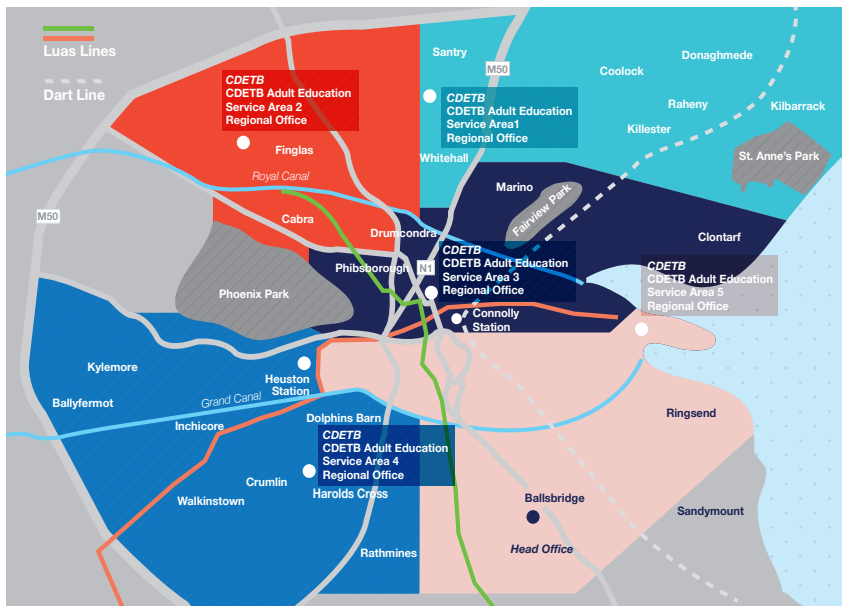 Luas Lines
Dart Line
M50
Santry
Coolock
Donaghmede
Raheny
Kilbarrack
Killester
St. Anne's Park
CDETB
CDETB Adult Education
Service Area 2
Regional Office
CDETB
CDETB Adult Education
Service Area1
Regional Office
Finglas
Whitehall
Royal Canal
Marino
M50
Fairview Park
Cabra
Drumcondra
Clontarf
Phibsborough
N1
CDETB
CDETB Adult Education
Service Area 3
Regional Office
CDETB
CDETB Adult Education
Service Area 5
Regional Office
Phoenix Park
Connolly
Station
Kylemore
Heuston
Station
Ballyfermot
Grand Canal
Inchicore
Dolphins Barn
Ringsend
CDETB
CDETB Adult Education
Service Area 4
Regional Office
Crumlin
Harolds Cross
Walkinstown
Ballsbridge
Sandymount
Head Office
Rathmines